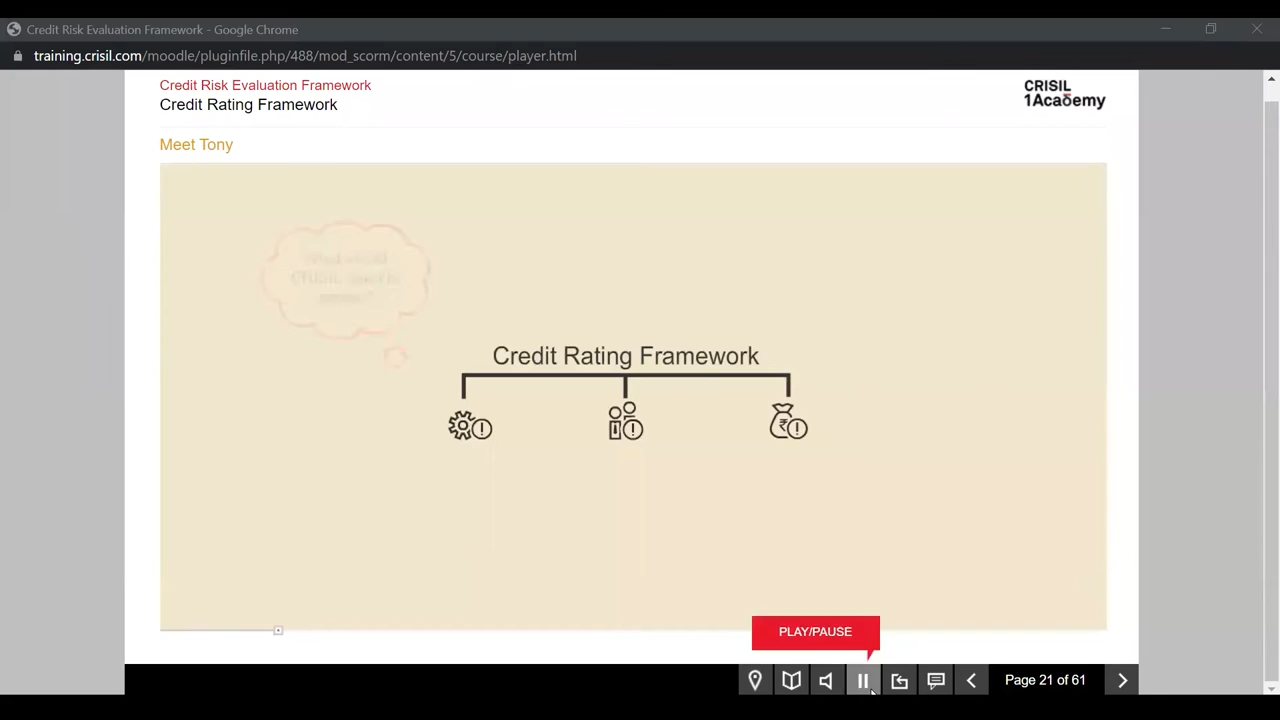 Credit Risk Evaluation Framework - Google Chrome
training.crisil.com/moodle/pluginfile.php/488/mod_scorm/content/5/course/player.html
Credit Risk Evaluation Framework
Credit Rating Framework
CRISIL
1Academy
Meet Tony
Credit Rating Framework
PLAY/PAUSE
Page 21 of 61